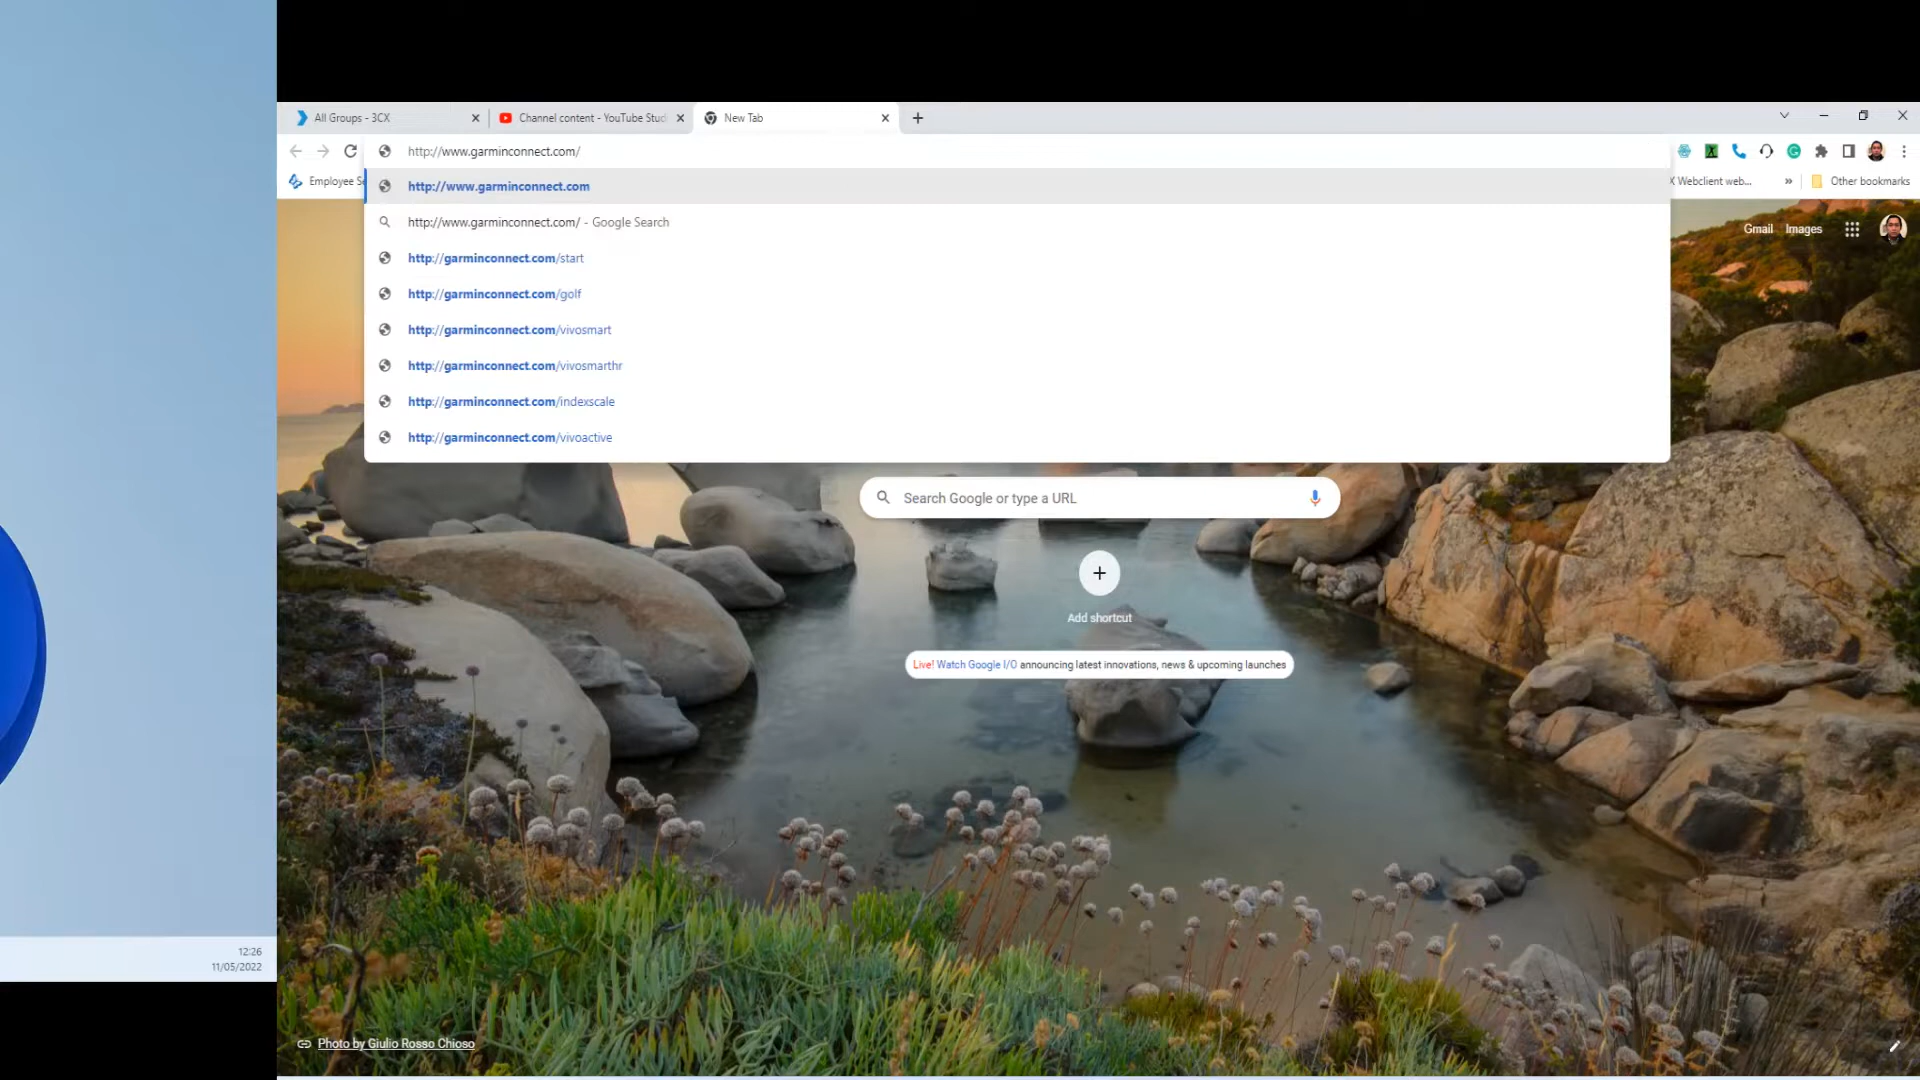 All Groups - 3CX
Channel content - YouTube Stud
New Tab
http://www.garminconnect.com/
Employee Se
http://www.garminconnect.com
X Webclient web...
»
Other bookmarks
http://www.garminconnect.com/ - Google Search
Gmail
Images
http://garminconnect.com/start
http://garminconnect.com/golf
http://garminconnect.com/vivosmart
http://garminconnect.com/vivosmarthr
http://garminconnect.com/indexscale
http://garminconnect.com/vivoactive
Search Google or type a URL
Add shortcut
Live! Watch Google I/O announcing latest innovations, news & upcoming launches
12:26
11/05/2022
Photo by Giulio Rosso Chioso